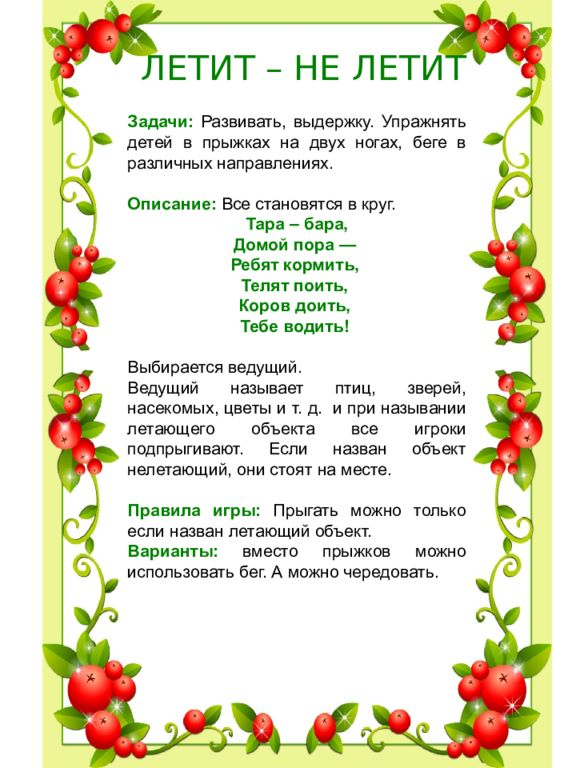 ЛЕТИТ – НЕ ЛЕТИТ
Задачи: Развивать, выдержку. Упражнять
детей в прыжках на двух ногах, беге в
различных направлениях.
Описание: Все становятся в круг.
Тара – бара,
Домой пора —
Ребят кормить,
Телят поить,
Коров доить,
Тебе водить!
Выбирается ведущий.
Ведущий называет птиц, зверей,
насекомых, цветы и т. д. и при назывании
летающего объекта все игроки
подпрыгивают. Если назван объект
нелетающий, они стоят на месте.
Правила игры: Прыгать можно только
если назван летающий объект.
Варианты: вместо прыжков можно
использовать бег. А можно чередовать.